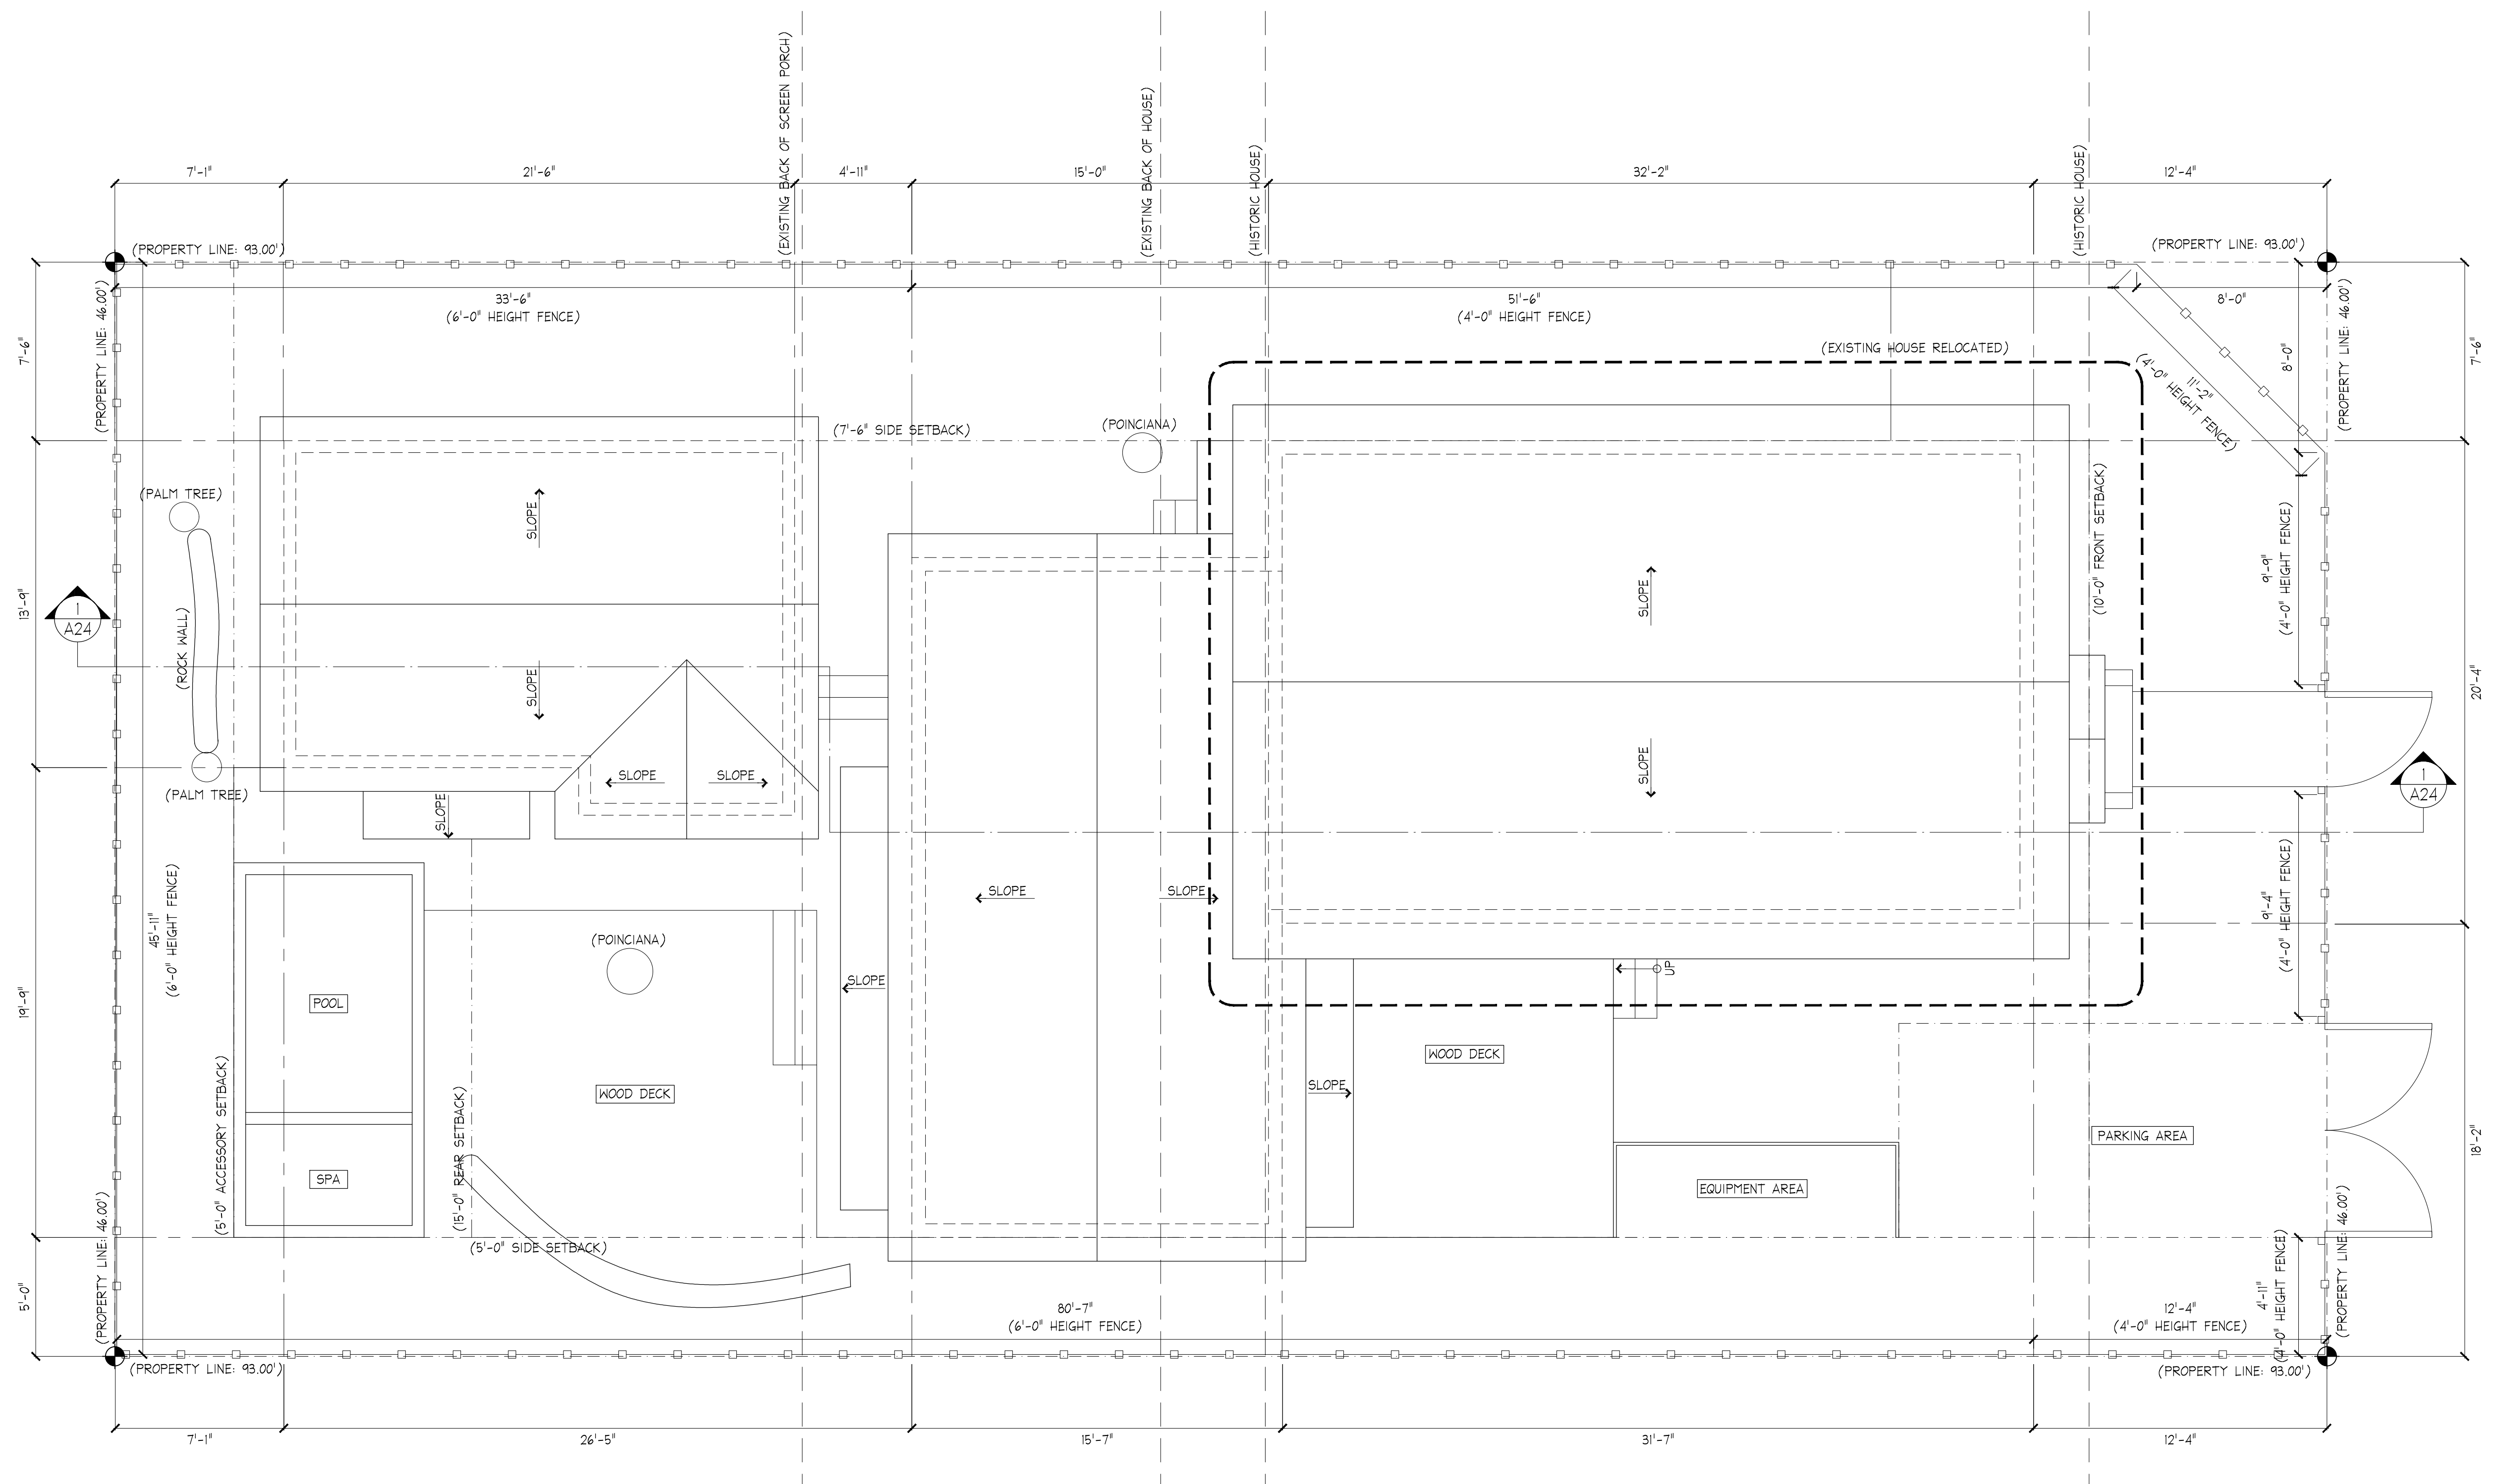 (EXISTING BACK OF SCREEN PORCH)
(EXISTING BACK OF HOUSE)
(HISTORIC HOUSE)
(HISTORIC HOUSE)
7'-1"
21'-6"
4'-11"
15'-0"
32'-2"
12'-4"
(PROPERTY LINE: 93.00')
(PROPERTY LINE: 93.00')
33'-6"
(6'-0" HEIGHT FENCE)
51'-6"
(4'-0" HEIGHT FENCE)
8'-0"
(PROPERTY LINE: 46.00')
(PROPERTY LINE: 46.00')
7'-6"
8'-0"
7'-6"
(EXISTING HOUSE RELOCATED)
11'-2"
(4'-0" HEIGHT FENCE)
(7'-6" SIDE SETBACK)
(POINCIANA)
(PALM TREE)
SLOPE
(10'-0" FRONT SETBACK)
9'-9"
(4'-0" HEIGHT FENCE)
13'-9"
1
A24
(ROCK WALL)
SLOPE
SLOPE
20'-4"
SLOPE
SLOPE
SLOPE
SLOPE
1
A24
(PALM TREE)
SLOPE
45'-11"
(6'-0" HEIGHT FENCE)
SLOPE
SLOPE
9'-4"
(4'-0" HEIGHT FENCE)
(POINCIANA)
SLOPE
UP
19'-9"
POOL
WOOD DECK
WOOD DECK
SLOPE
(5'-0" ACCESSORY SETBACK)
(15'-0" REAR SETBACK)
PARKING AREA
18'-2"
SPA
EQUIPMENT AREA
(PROPERTY LINE: 46.00')
(PROPERTY LINE: 46.00')
(5'-0" SIDE SETBACK)
5'-0"
4'-11"
(4'-0" HEIGHT FENCE)
80'-7"
(6'-0" HEIGHT FENCE)
12'-4"
(4'-0" HEIGHT FENCE)
(PROPERTY LINE: 93.00')
(PROPERTY LINE: 93.00')
7'-1"
26'-5"
15'-7"
31'-7"
12'-4"